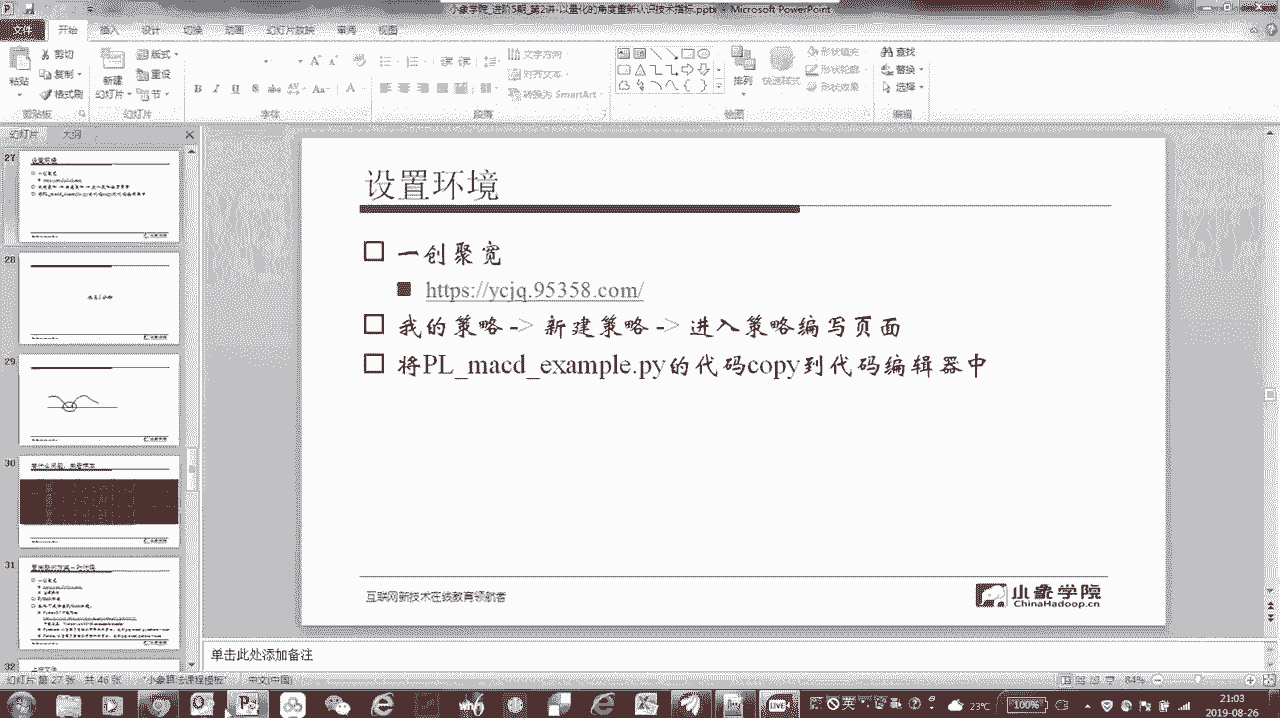 小象学院_进阶5期_第2讲-以量化的角度重新认识技术指标.pptx - Microsoft PowerPoint
文件 开始 插入 设计 切换 动画 幻灯片放映 审阅 视图
剪切
复制
格式刷
粘贴
剪贴板
新建
幻灯片
版式
重设
节
幻灯片
字体
文字方向
对齐文本
转换为 SmartArt
段落
排列
快速样式
形状填充
形状轮廓
形状效果
绘图
查找
替换
选择
编辑
幻灯片 大纲
27
设置环境
28
29
30
31
32
设置环境
一创聚宽
https://ycjq.95358.com/
我的策略 -> 新建策略 -> 进入策略编写页面
将PL_macd_example.py的代码copy到代码编辑器中
互联网新技术在线教育领航者
小象学院
ChinaHadoop.cn
单击此处添加备注
幻灯片 第 27 张，共 46 张 "小象算法课程模板" 中文(中国)
84%
英
23℃
100%
21:03
2019-08-26